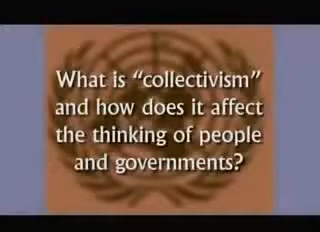 What is “collectivism”
and how does it affect
the thinking of people
and governments?